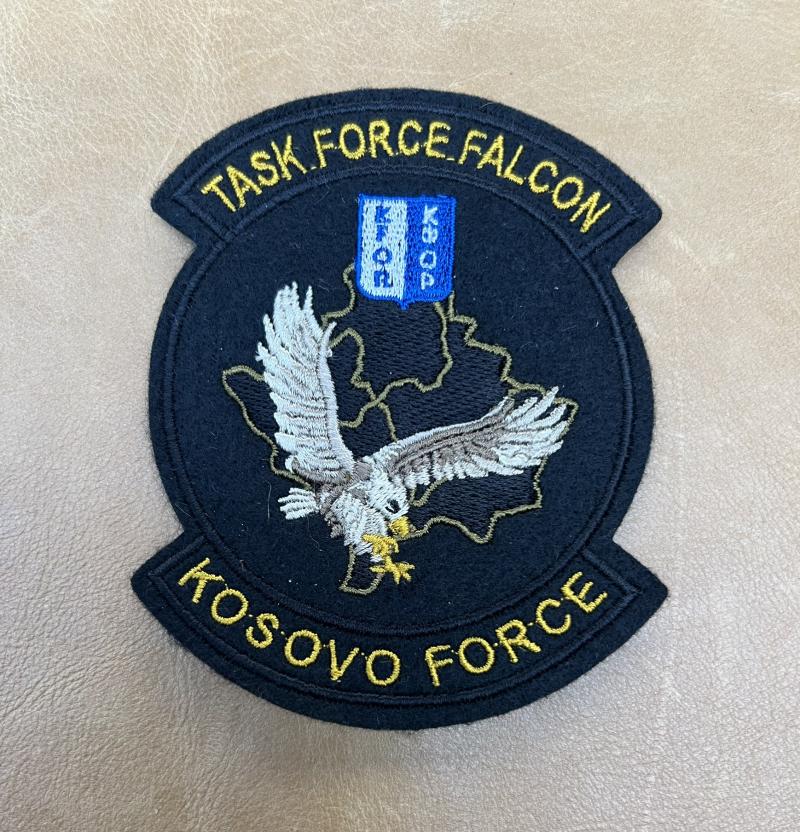 TASK FORCE FALCON
KFOR
КФОР
KOSOVO FORCE